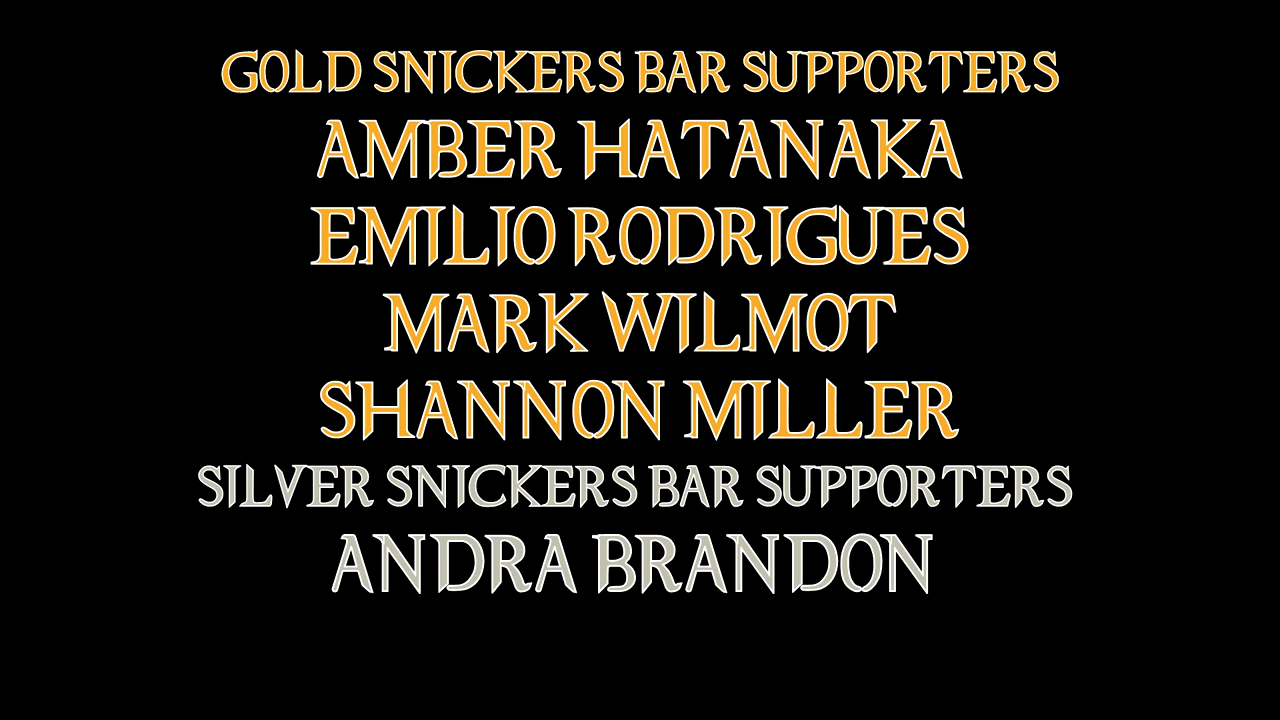 GOLD SNICKERS BAR SUPPORTERS
AMBER HATANAKA
EMILIO RODRIGUES
MARK WILMOT
SHANNON MILLER
SILVER SNICKERS BAR SUPPORTERS
ANDRA BRANDON